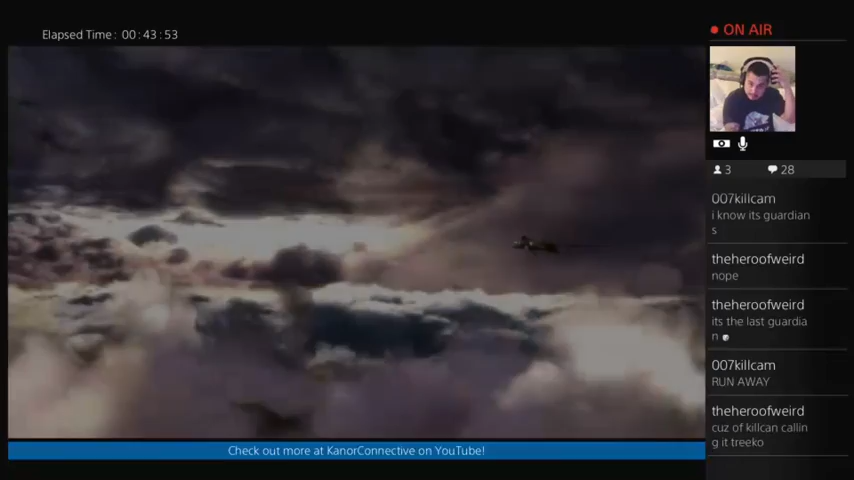 Elapsed Time: 00:43:53
ON AIR
3 28
007killcam
i know its guardian
s
theheroofweird
nope
theheroofweird
its the last guardia
n
007killcam
RUN AWAY
theheroofweird
cuz of killcan callin
g it treeko
Check out more at KanorConnective on YouTube!